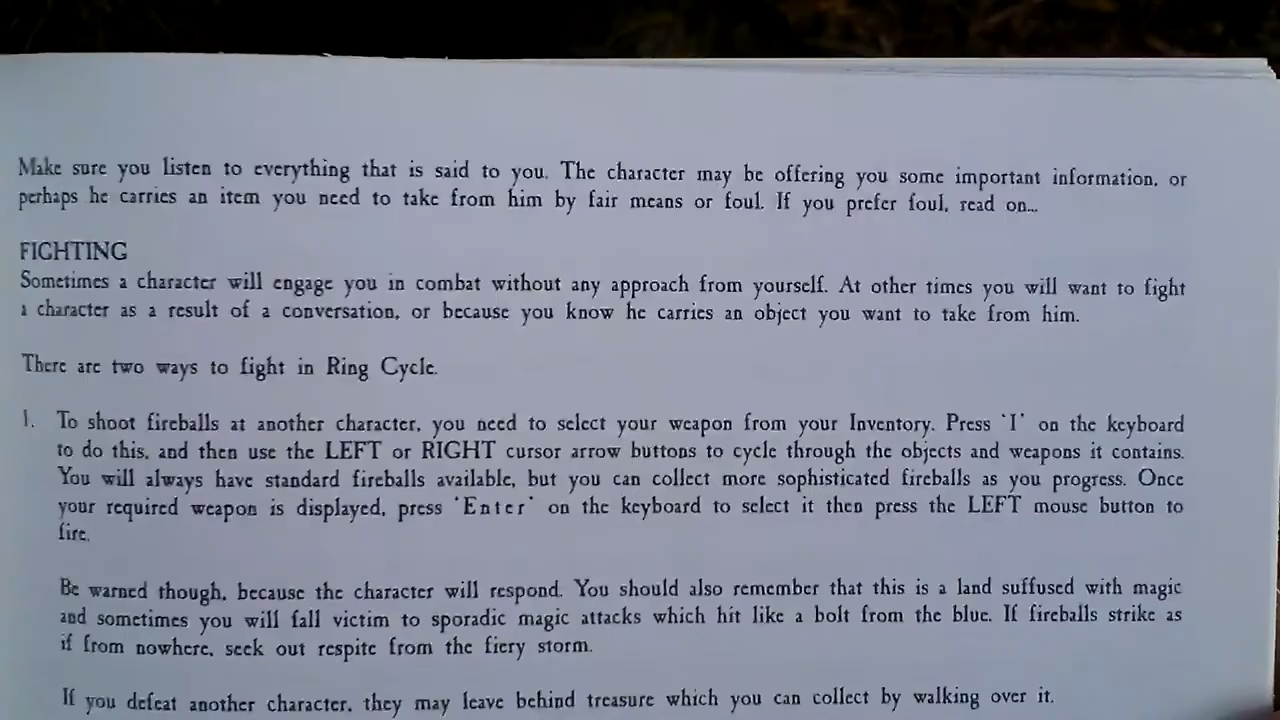 Make sure you listen to everything that is said to you. The character may be offering you some important information, or
perhaps he carries an item you need to take from him by fair means or foul. If you prefer foul, read on...
FIGHTING
Sometimes a character will engage you in combat without any approach from yourself. At other times you will want to fight
a character as a result of a conversation, or because you know he carries an object you want to take from him.
There are two ways to fight in Ring Cycle.
1. To shoot fireballs at another character, you need to select your weapon from your Inventory. Press 'I' on the keyboard
to do this, and then use the LEFT or RIGHT cursor arrow buttons to cycle through the objects and weapons it contains.
You will always have standard fireballs available, but you can collect more sophisticated fireballs as you progress. Once
your required weapon is displayed, press 'Enter' on the keyboard to select it then press the LEFT mouse button to
fire.
Be warned though, because the character will respond. You should also remember that this is a land suffused with magic
and sometimes you will fall victim to sporadic magic attacks which hit like a bolt from the blue. If fireballs strike as
if from nowhere, seek out respite from the fiery storm.
If you defeat another character, they may leave behind treasure which you can collect by walking over it.